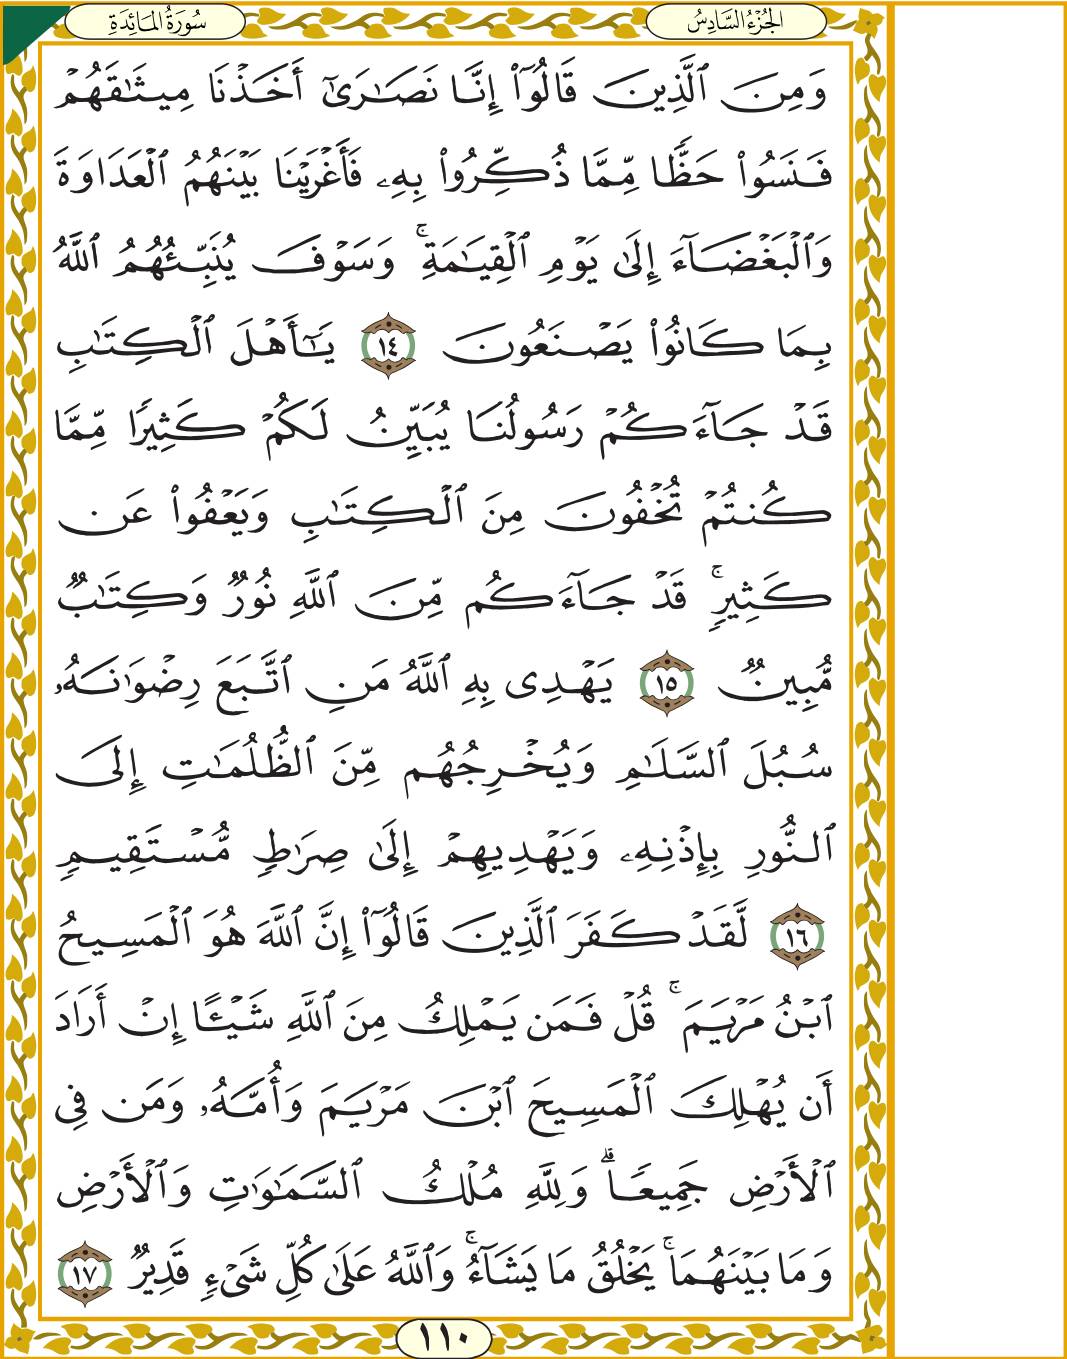 الجُزْءُ السَّادِسُ
سُورَةُ المَائِدَةِ
وَمِنَ ٱلَّذِينَ قَالُوٓا۟ إِنَّا نَصَـٰرَىٰٓ أَخَذْنَا مِيثَـٰقَهُمْ
فَنَسُوا۟ حَظًّا مِّمَّا ذُكِّرُوا۟ بِهِۦ فَأَغْرَيْنَا بَيْنَهُمُ ٱلْعَدَاوَةَ
وَٱلْبَغْضَآءَ إِلَىٰ يَوْمِ ٱلْقِيَـٰمَةِ ۚ وَسَوْفَ يُنَبِّئُهُمُ ٱللَّهُ
بِمَا كَانُوا۟ يَصْنَعُونَ ١٤ يَـٰٓأَهْلَ ٱلْكِتَـٰبِ
قَدْ جَآءَكُمْ رَسُولُنَا يُبَيِّنُ لَكُمْ كَثِيرًا مِّمَّا
كُنتُمْ تُخْفُونَ مِنَ ٱلْكِتَـٰبِ وَيَعْفُوا۟ عَن
كَثِيرٍ ۚ قَدْ جَآءَكُم مِّنَ ٱللَّهِ نُورٌ وَكِتَـٰبٌ
مُّبِينٌ ١٥ يَهْدِى بِهِ ٱللَّهُ مَنِ ٱتَّبَعَ رِضْوَٰنَهُۥ
سُبُلَ ٱلسَّلَـٰمِ وَيُخْرِجُهُم مِّنَ ٱلظُّلُمَـٰتِ إِلَى
ٱلنُّورِ بِإِذْنِهِۦ وَيَهْدِيهِمْ إِلَىٰ صِرَٰطٍ مُّسْتَقِيمٍ
١٦ لَّقَدْ كَفَرَ ٱلَّذِينَ قَالُوٓا۟ إِنَّ ٱللَّهَ هُوَ ٱلْمَسِيحُ
ٱبْنُ مَرْيَمَ ۚ قُلْ فَمَن يَمْلِكُ مِنَ ٱللَّهِ شَيْـًٔا إِنْ أَرَادَ
أَن يُهْلِكَ ٱلْمَسِيحَ ٱبْنَ مَرْيَمَ وَأُمَّهُۥ وَمَن فِى
ٱلْأَرْضِ جَمِيعًا ۗ وَلِلَّهِ مُلْكُ ٱلسَّمَـٰوَٰتِ وَٱلْأَرْضِ
وَمَا بَيْنَهُمَا ۚ يَخْلُقُ مَا يَشَآءُ ۚ وَٱللَّهُ عَلَىٰ كُلِّ شَىْءٍ قَدِيرٌ ١٧
١١٠